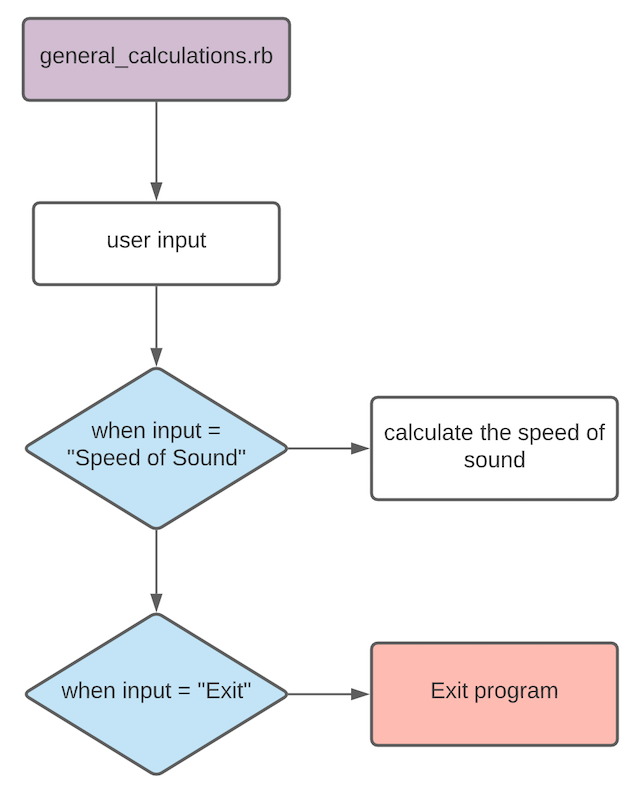 general_calculations.rb
user input
when input =
"Speed of Sound"
calculate the speed of
sound
when input = "Exit"
Exit program